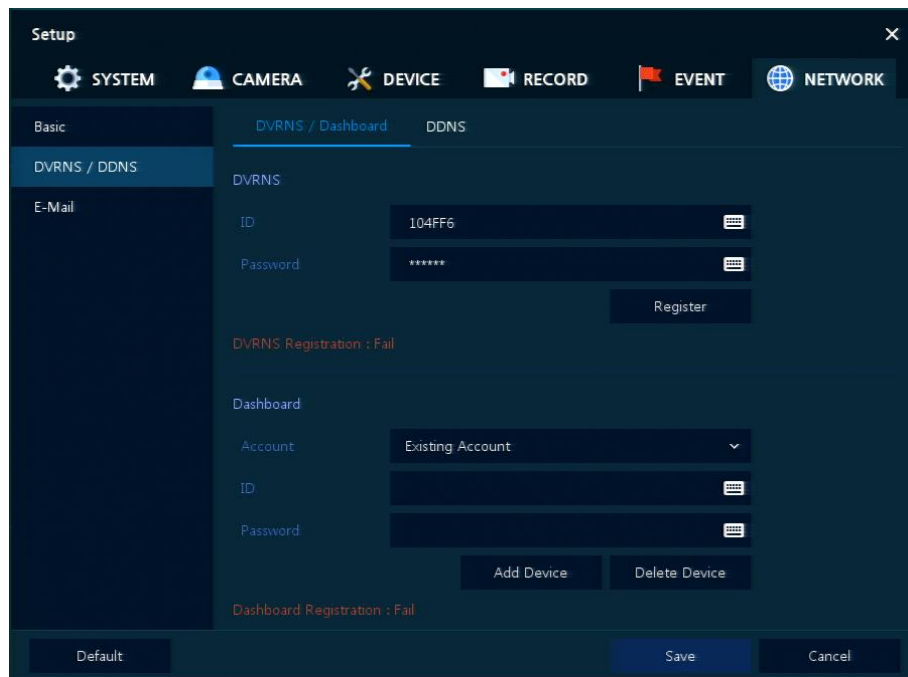 Setup
SYSTEM CAMERA DEVICE RECORD EVENT NETWORK
Basic
DVRNS / DDNS
E-Mail
DVRNS / Dashboard DDNS
DVRNS
ID 104FF6
Password ******
Register
DVRNS Registration : Fail
Dashboard
Account Existing Account
ID
Password
Add Device Delete Device
Dashboard Registration : Fail
Default Save Cancel